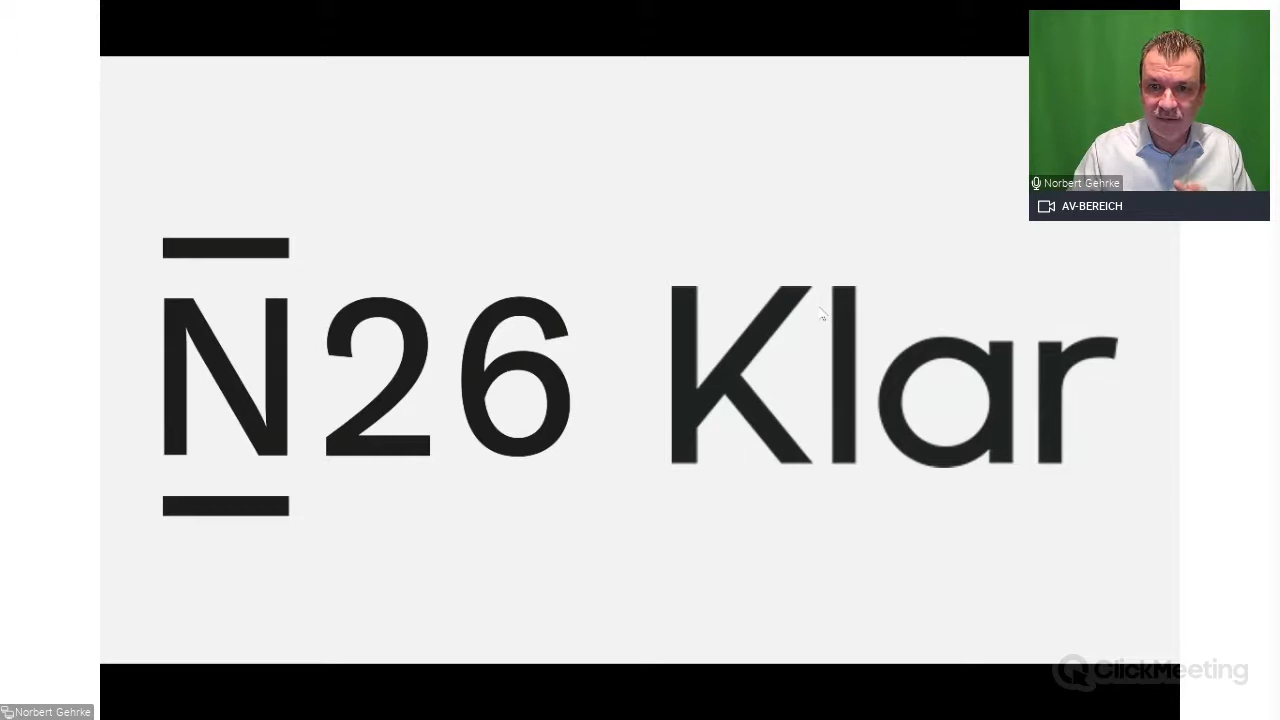 N26 Klar
Norbert Gehrke
AV-BEREICH
ClickMeeting
Norbert Gehrke